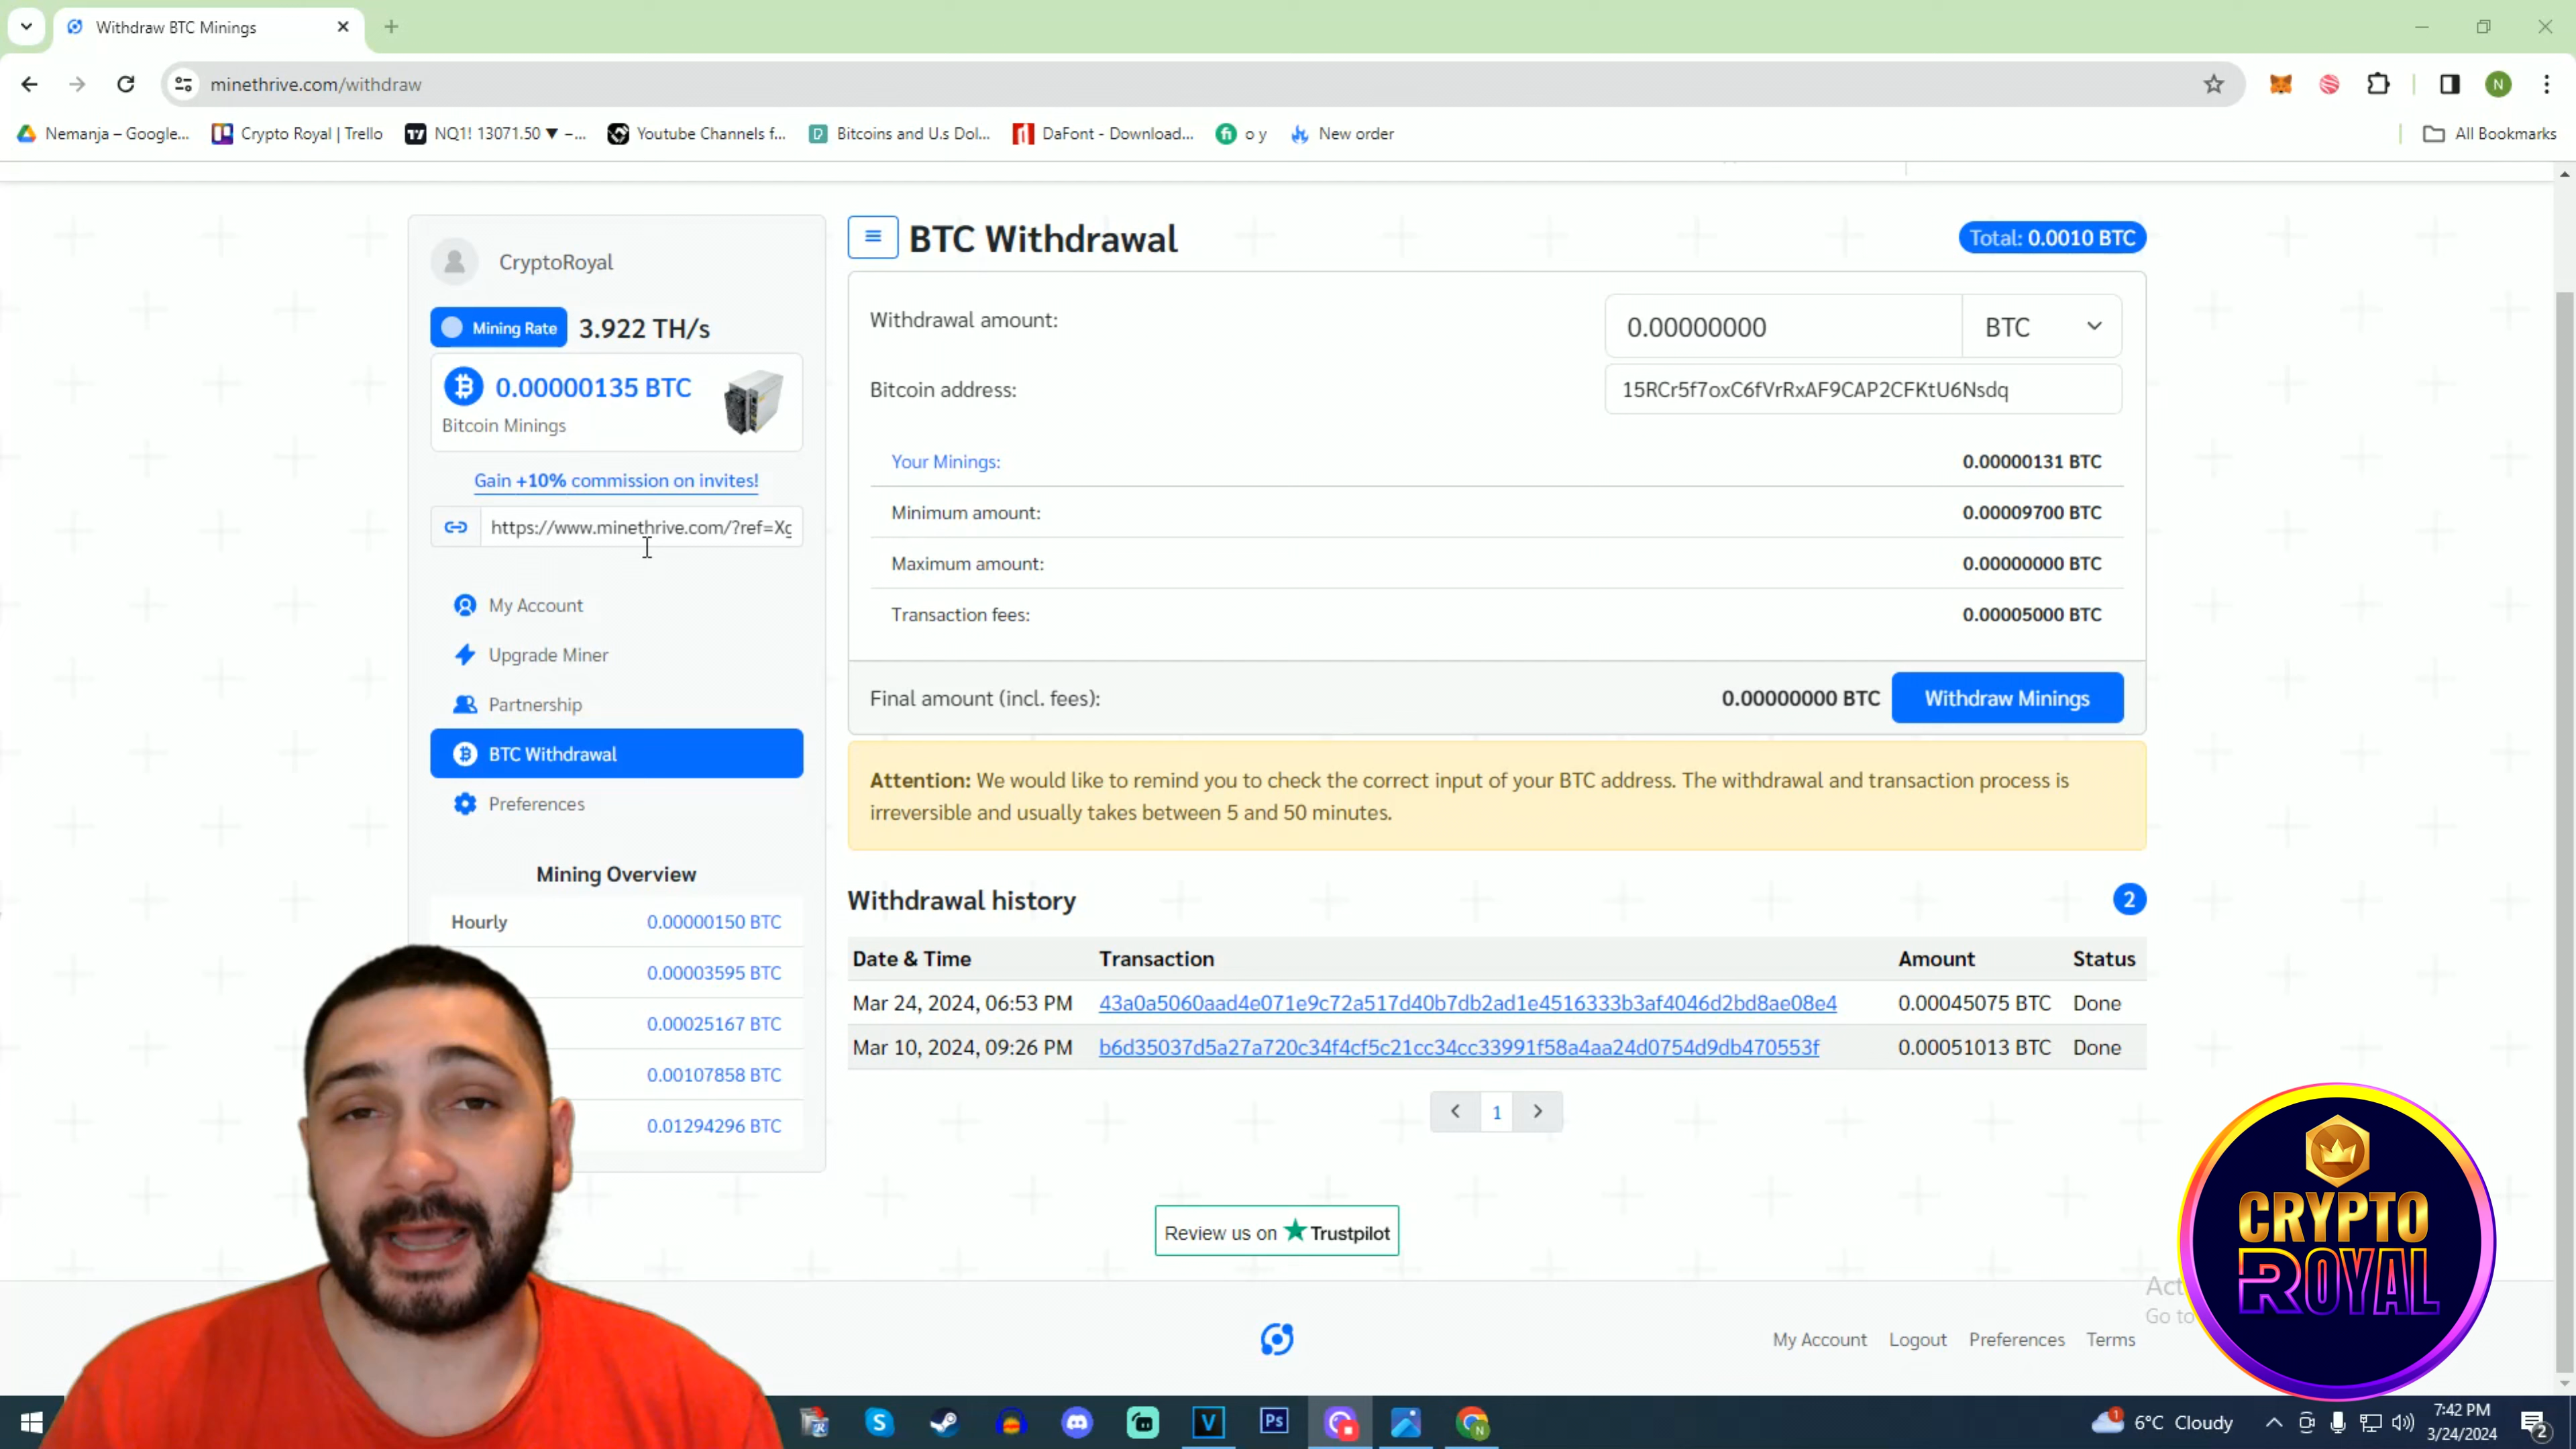 Withdraw BTC Minings
minethrive.com/withdraw
N
Nemanja – Google...
Crypto Royal | Trello
NQ1! 13071.50 ▼ –...
Youtube Channels f...
Bitcoins and U.s Dol...
DaFont - Download...
o y
New order
All Bookmarks
CryptoRoyal
Mining Rate 3.922 TH/s
0.00000135 BTC
Bitcoin Minings
Gain +10% commission on invites!
https://www.minethrive.com/?ref=Xg
My Account
Upgrade Miner
Partnership
BTC Withdrawal
Preferences
Mining Overview
Hourly 0.00000150 BTC
0.00003595 BTC
0.00025167 BTC
0.00107858 BTC
0.01294296 BTC
BTC Withdrawal
Total: 0.0010 BTC
Withdrawal amount: 0.00000000 BTC
Bitcoin address: 15RCr5f7oxC6fVrRxAF9CAP2CFKtU6Nsdq
Your Minings: 0.00000131 BTC
Minimum amount: 0.00009700 BTC
Maximum amount: 0.00000000 BTC
Transaction fees: 0.00005000 BTC
Final amount (incl. fees): 0.00000000 BTC Withdraw Minings
Attention: We would like to remind you to check the correct input of your BTC address. The withdrawal and transaction process is
irreversible and usually takes between 5 and 50 minutes.
Withdrawal history 2
Date & Time Transaction Amount Status
Mar 24, 2024, 06:53 PM 43a0a5060aad4e071e9c72a517d40b7db2ad1e4516333b3af4046d2bd8ae08e4 0.00045075 BTC Done
Mar 10, 2024, 09:26 PM b6d35037d5a27a720c34f4cf5c21cc34cc33991f58a4aa24d0754d9db470553f 0.00051013 BTC Done
1
Review us on Trustpilot
CRYPTO
ROYAL
Go to
My Account Logout Preferences Terms
6°C Cloudy
7:42 PM
3/24/2024
2